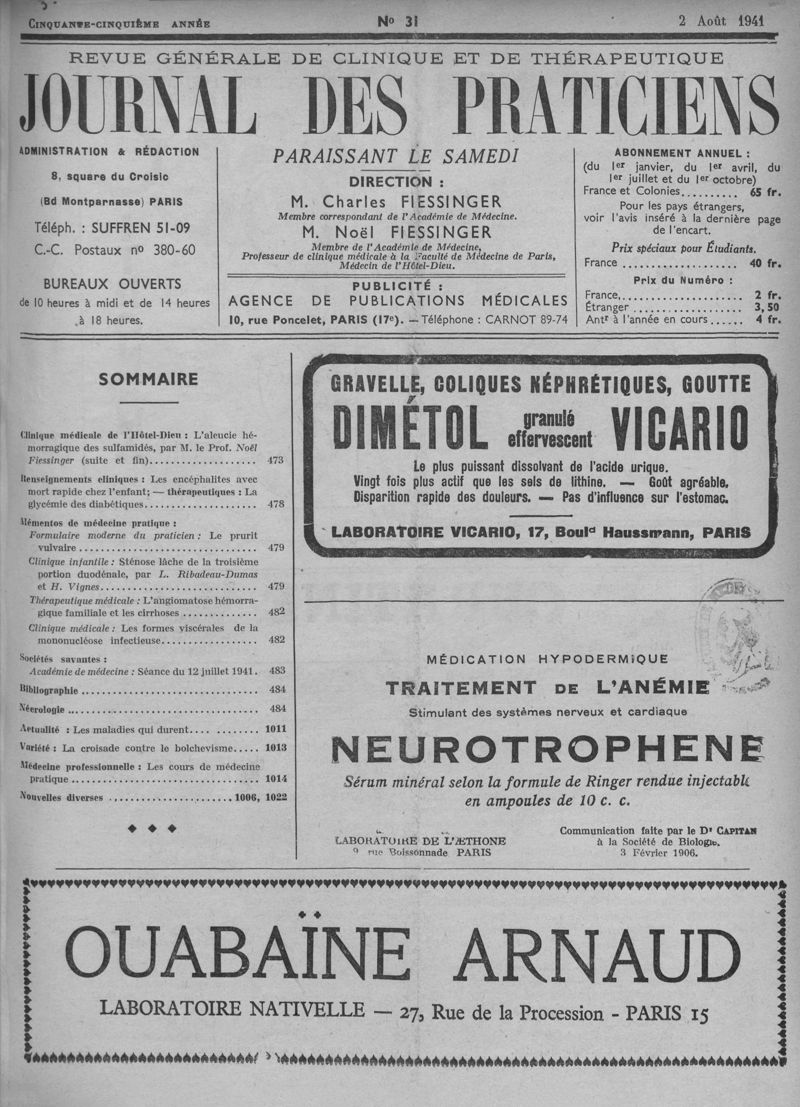 CINQUANTE-CINQUIÈME ANNÉE
N° 31
2 Août 1941
REVUE GÉNÉRALE DE CLINIQUE ET DE THÉRAPEUTIQUE
JOURNAL DES PRATICIENS
ADMINISTRATION & RÉDACTION
8, square du Croisic
(Bd Montparnasse) PARIS
Téléph. : SUFFREN 51-09
C.-C. Postaux n° 380-60
BUREAUX OUVERTS
de 10 heures à midi et de 14 heures
à 18 heures.
PARAISSANT LE SAMEDI
DIRECTION :
M. Charles FIESSINGER
Membre correspondant de l'Académie de Médecine.
M. Noël FIESSINGER
Membre de l'Académie de Médecine,
Professeur de clinique médicale à la Faculté de Médecine de Paris,
Médecin de l'Hôtel-Dieu.
PUBLICITÉ :
AGENCE DE PUBLICATIONS MÉDICALES
10, rue Poncelet, PARIS (17e). — Téléphone : CARNOT 89-74
ABONNEMENT ANNUEL :
(du 1er janvier, du 1er avril, du
1er juillet et du 1er octobre)
France et Colonies.......... 65 fr.
Pour les pays étrangers,
voir l'avis inséré à la dernière page
de l'encart.
Prix spéciaux pour Étudiants.
France .................. 40 fr.
Prix du Numéro :
France.................... 2 fr.
Étranger .................. 3,50
Antr à l'année en cours...... 4 fr.
SOMMAIRE
Clinique médicale de l'Hôtel-Dieu : L'aleucie hé-
morragique des sulfamidés, par M. le Prof. Noël
Fiessinger (suite et fin).................... 473
Renseignements cliniques : Les encéphalites avec
mort rapide chez l'enfant; — thérapeutiques : La
glycémie des diabétiques..................... 478
Mémentos de médecine pratique :
Formulaire moderne du praticien : Le prurit
vulvaire .................................. 479
Clinique infantile : Sténose lâche de la troisième
portion duodénale, par L. Ribadeau-Dumas
et H. Vignes............................... 479
Thérapeutique médicale : L'angiomatose hémorra-
gique familiale et les cirrhoses .............. 482
Clinique médicale : Les formes viscérales de la
mononucléose infectieuse.................... 482
Sociétés savantes :
Académie de médecine : Séance du 12 juillet 1941. 483
Bibliographie ................................. 484
Nécrologie .................................... 484
Actualité : Les maladies qui durent............ 1011
Variété : La croisade contre le bolchevisme..... 1013
Médecine professionnelle : Les cours de médecine
pratique .................................. 1014
Nouvelles diverses ....................... 1006, 1022
GRAVELLE, COLIQUES NÉPHRÉTIQUES, GOUTTE
DIMÉTOL granulé effervescent VICARIO
Le plus puissant dissolvant de l'acide urique.
Vingt fois plus actif que les sels de lithine. — Goût agréable.
Disparition rapide des douleurs. — Pas d'influence sur l'estomac.
LABORATOIRE VICARIO, 17, Bould Haussmann, PARIS
MÉDICATION HYPODERMIQUE
TRAITEMENT DE L'ANÉMIE
Stimulant des systèmes nerveux et cardiaque
NEUROTROPHENE
Sérum minéral selon la formule de Ringer rendue injectable
en ampoules de 10 c. c.
LABORATOIRE DE L'ÆTHONE
9 rue Boissonnade PARIS
Communication faite par le Dr CAPITAN
à la Société de Biologie.
3 Février 1906.
OUABAÏNE ARNAUD
LABORATOIRE NATIVELLE — 27, Rue de la Procession - PARIS 15